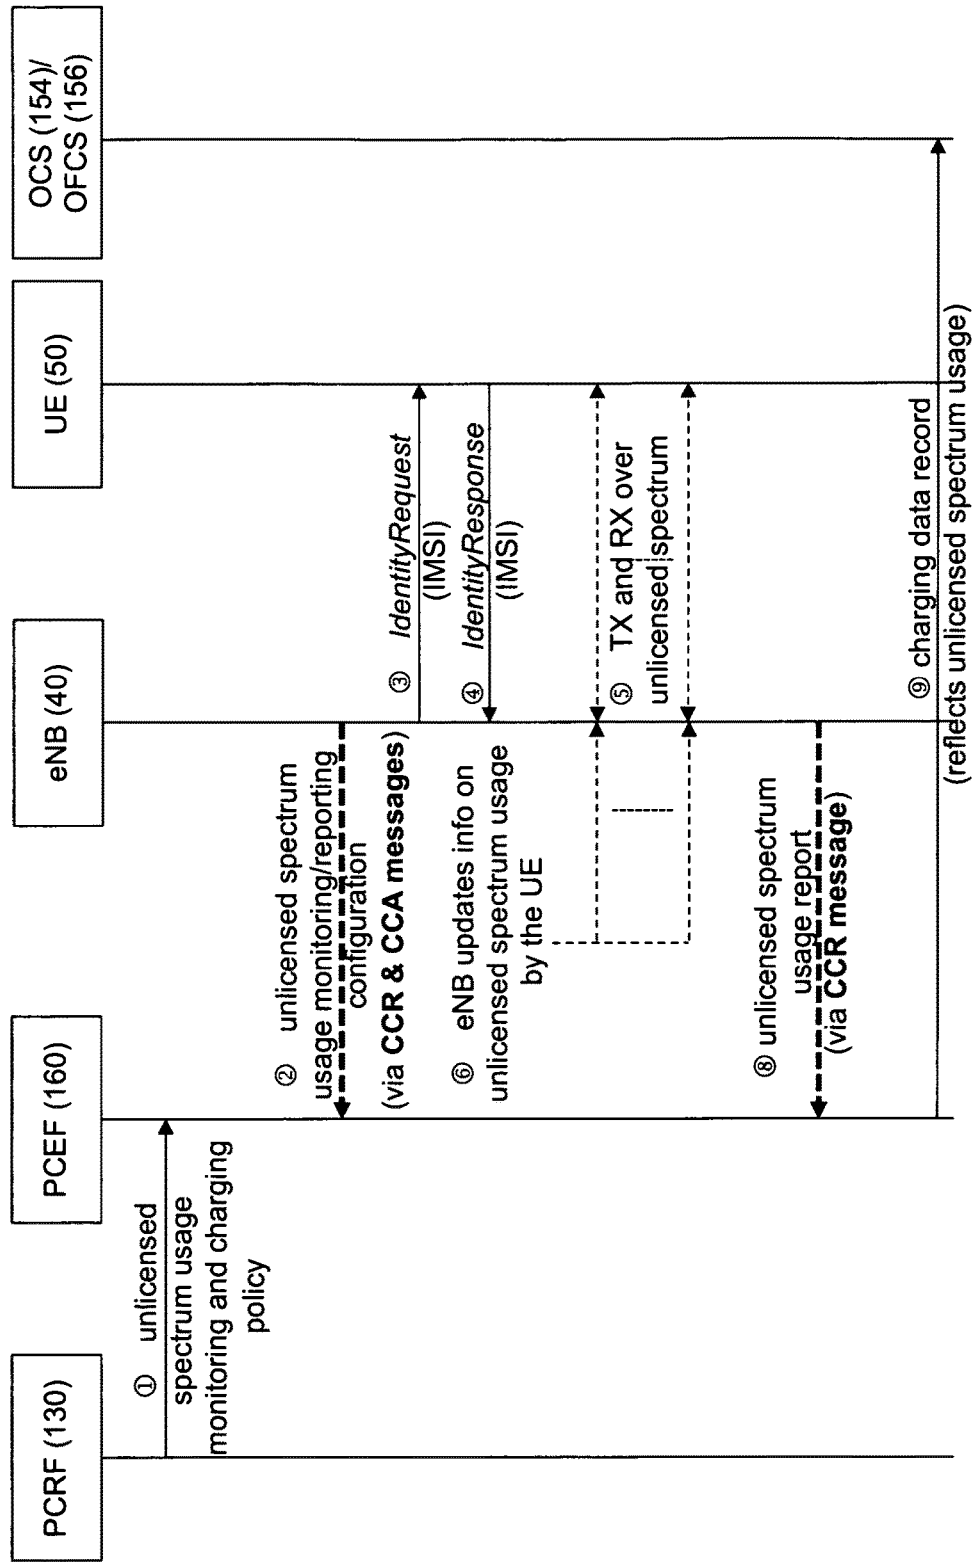 PCRF (130)
PCEF (160)
eNB (40)
UE (50)
OCS (154)/
OFCS (156)
① unlicensed
spectrum usage
monitoring and charging
policy
② unlicensed spectrum
usage monitoring/reporting
configuration
(via CCR & CCA messages)
③ IdentityRequest
(IMSI)
④ IdentityResponse
(IMSI)
⑤ TX and RX over
unlicensed spectrum
⑥ eNB updates info on
unlicensed spectrum usage
by the UE
⑧ unlicensed spectrum
usage report
(via CCR message)
⑨ charging data record
(reflects unlicensed spectrum usage)